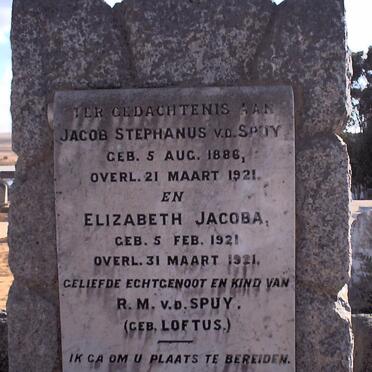 TER GEDACHTENIS AAN
JACOB STEPHANUS V.D. SPUY
GEB. 5 AUG. 1886,
OVERL. 21 MAART 1921.
EN
ELIZABETH JACOBA,
GEB. 5 FEB. 1921
OVERL. 31 MAART 1921.
GELIEFDE ECHTGENOOT EN KIND VAN
R. M. V.D. SPUY.
(GEB. LOFTUS.)
IK GA OM U PLAATS TE BEREIDEN.